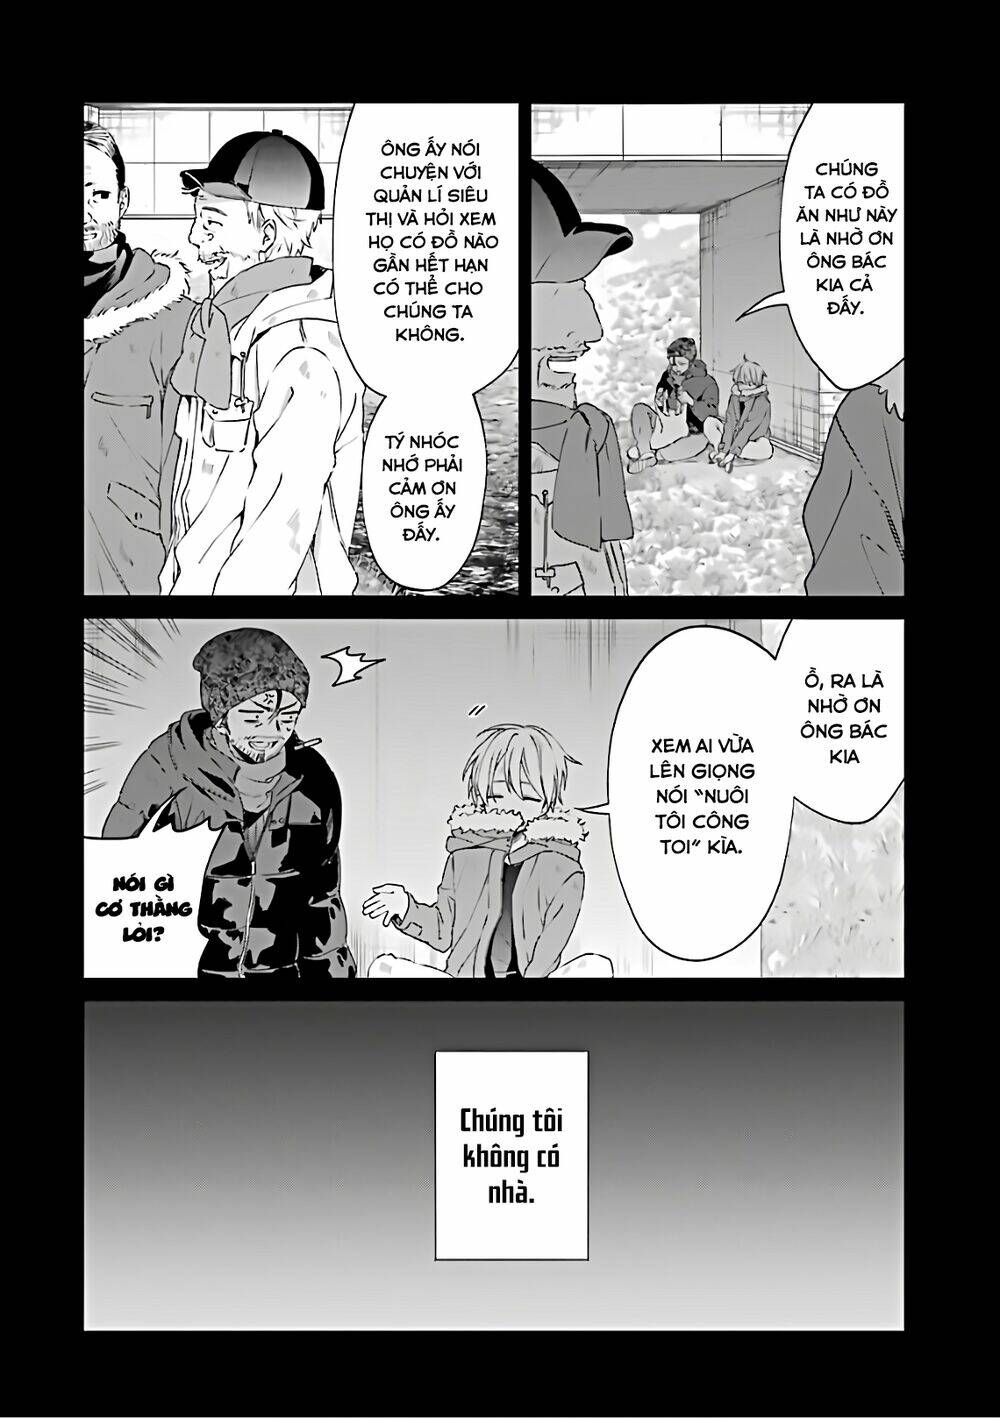 CHÚNG
TA CÓ ĐỒ
ĂN NHƯ NÀY
LÀ NHỜ ƠN
ÔNG BÁC
KIA CẢ
ĐẤY.
ÔNG ẤY NÓI
CHUYỆN VỚI
QUẢN LÍ SIÊU
THỊ VÀ HỎI XEM
HỌ CÓ ĐỒ NÀO
GẦN HẾT HẠN
CÓ THỂ CHO
CHÚNG TA
KHÔNG.
TÝ NHÓC
NHỚ PHẢI
CẢM ƠN
ÔNG ẤY
ĐẤY.
Ồ, RA LÀ
NHỜ ƠN
ÔNG BÁC
KIA
XEM AI VỪA
LÊN GIỌNG
NÓI “NUÔI
TÔI CÔNG
TOI” KÌA.
NÓI GÌ
CƠ THẰNG
LỎI?
Chúng tôi
không có
nhà.